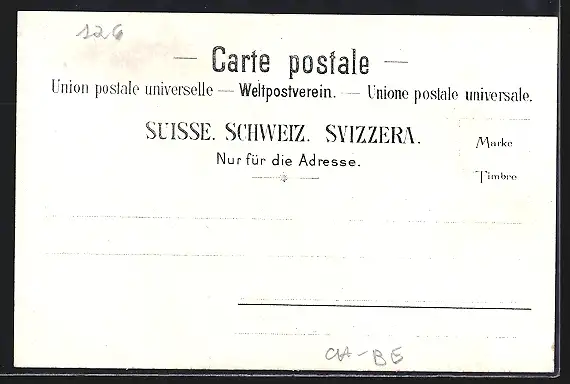 126
— Carte postale —
Union postale universelle — Weltpostverein. — Unione postale universale.
SUISSE. SCHWEIZ. SVIZZERA.
Nur für die Adresse.
Marke
Timbre
CH-BE